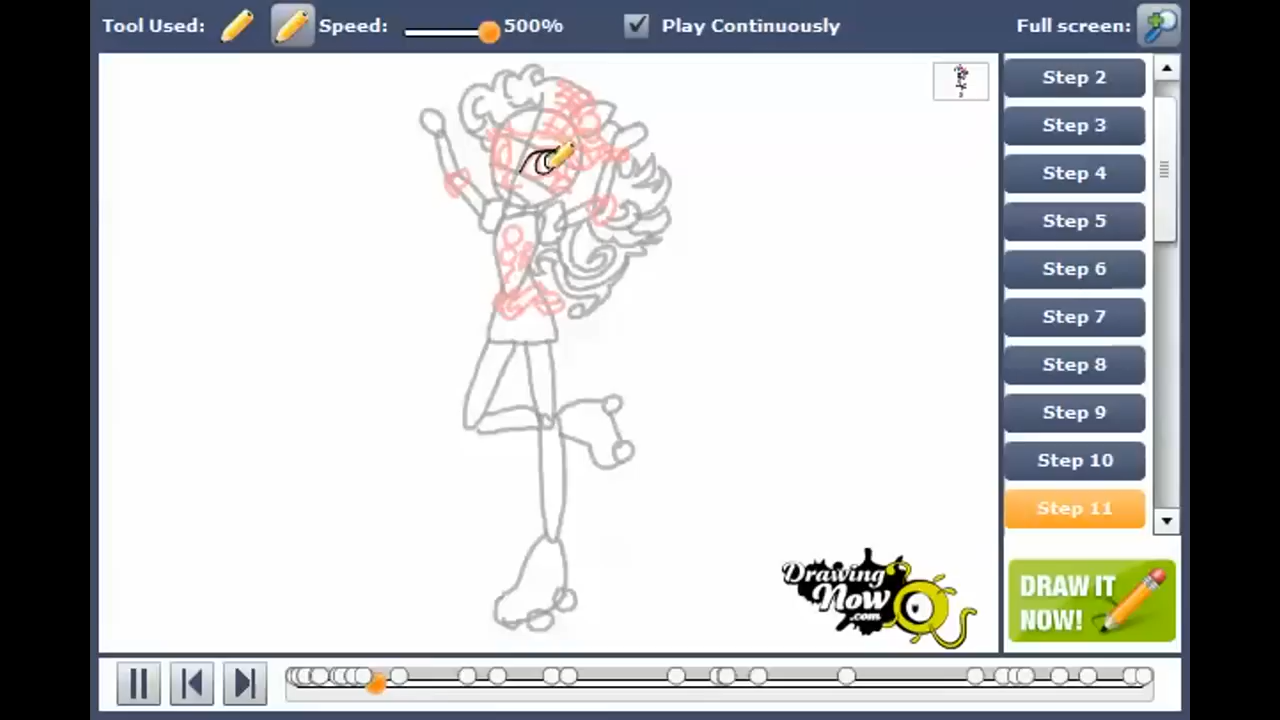 Tool Used:
Speed:
500%
Play Continuously
Full screen:
Step 2
Step 3
Step 4
Step 5
Step 6
Step 7
Step 8
Step 9
Step 10
Step 11
Drawing
Now
.com
DRAW IT
NOW!